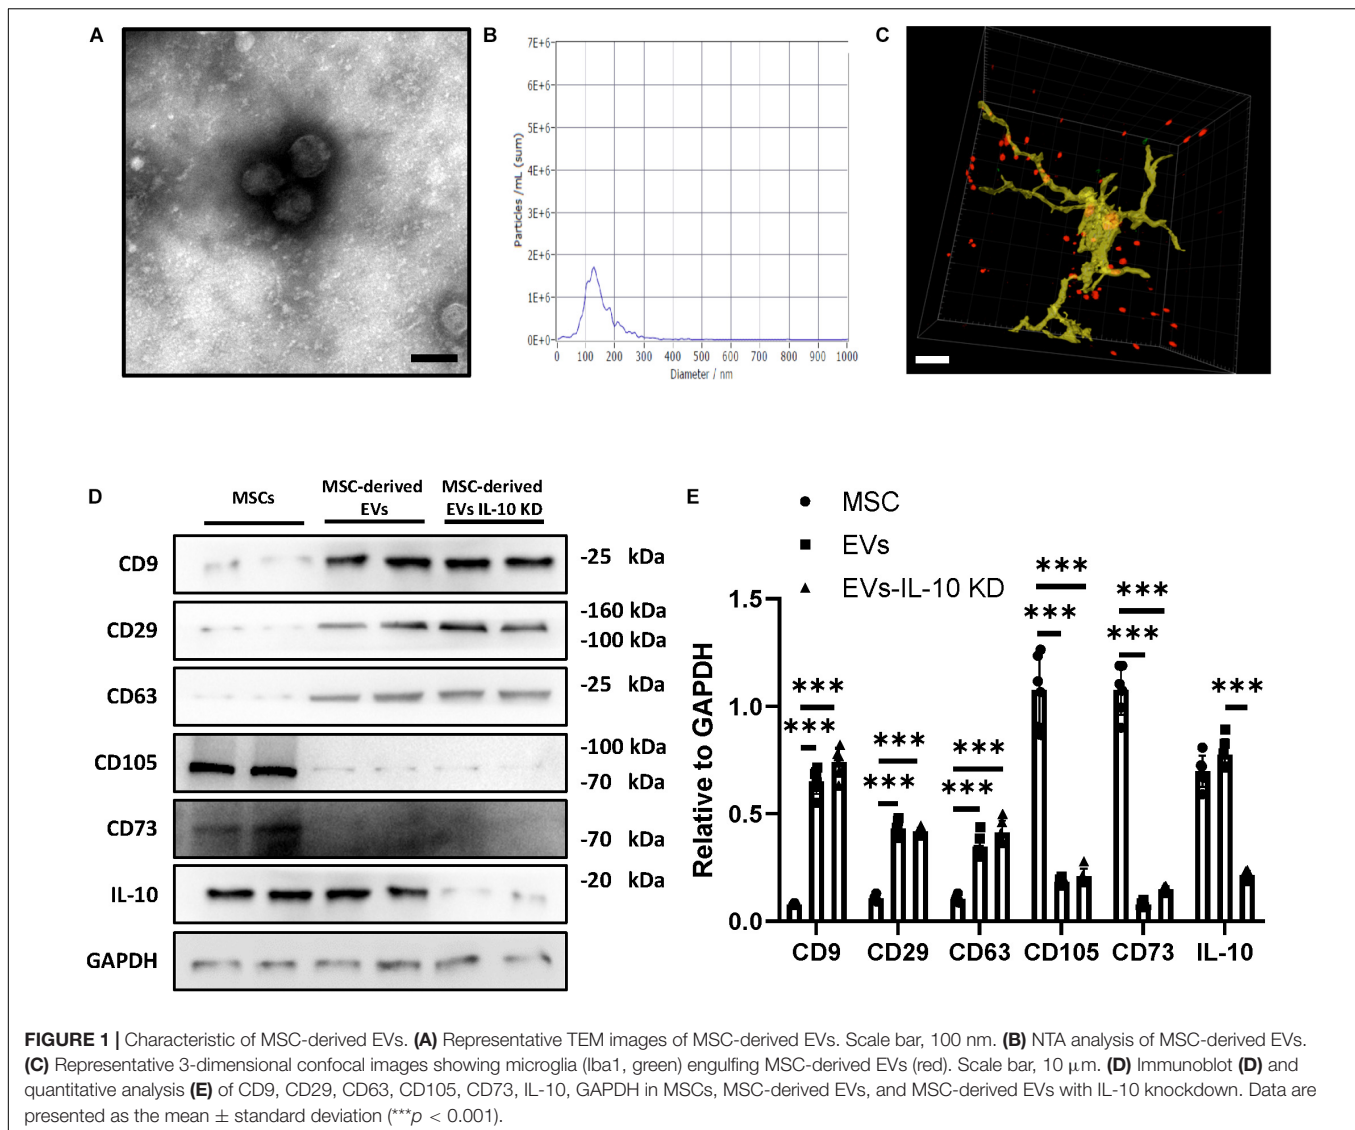 A
B
7E+6
6E+6
5E+6
4E+6
3E+6
2E+6
1E+6
0E+0
Particles /mL (sum)
0 100 200 300 400 500 600 700 800 900 1000
Diameter / nm
C
D
MSCs
MSC-derived
EVs
MSC-derived
EVs IL-10 KD
CD9
-25 kDa
CD29
-160 kDa
-100 kDa
CD63
-25 kDa
CD105
-100 kDa
-70 kDa
CD73
-70 kDa
IL-10
-20 kDa
GAPDH
E
MSC
EVs
EVs-IL-10 KD
Relative to GAPDH
1.5
1.0
0.5
0.0
*** ***
*** ***
*** ***
*** ***
*** ***
***
CD9 CD29 CD63 CD105 CD73 IL-10
FIGURE 1 | Characteristic of MSC-derived EVs. (A) Representative TEM images of MSC-derived EVs. Scale bar, 100 nm. (B) NTA analysis of MSC-derived EVs.
(C) Representative 3-dimensional confocal images showing microglia (Iba1, green) engulfing MSC-derived EVs (red). Scale bar, 10 μm. (D) Immunoblot (D) and
quantitative analysis (E) of CD9, CD29, CD63, CD105, CD73, IL-10, GAPDH in MSCs, MSC-derived EVs, and MSC-derived EVs with IL-10 knockdown. Data are
presented as the mean ± standard deviation (***p < 0.001).